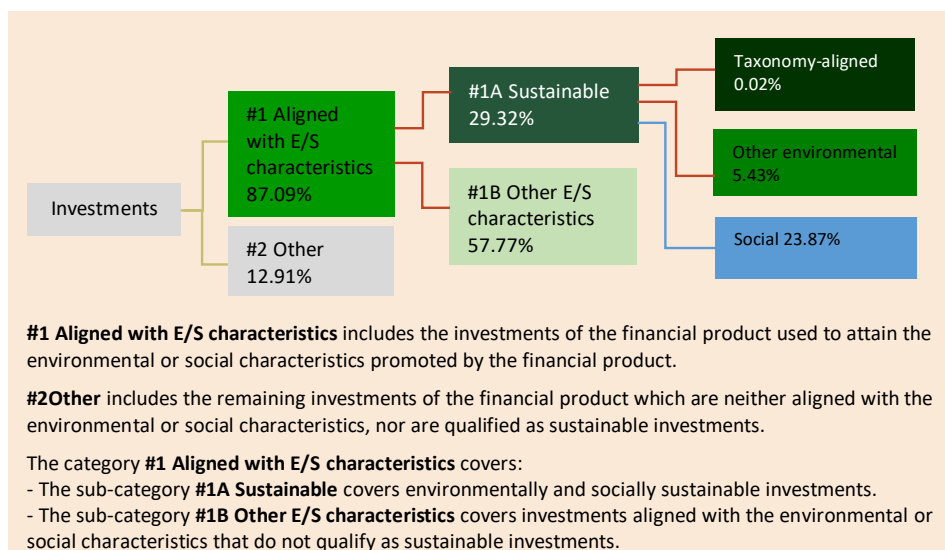 Investments
#1 Aligned
with E/S
characteristics
87.09%
#2 Other
12.91%
#1A Sustainable
29.32%
#1B Other E/S
characteristics
57.77%
Taxonomy-aligned
0.02%
Other environmental
5.43%
Social 23.87%
#1 Aligned with E/S characteristics includes the investments of the financial product used to attain the
environmental or social characteristics promoted by the financial product.
#2Other includes the remaining investments of the financial product which are neither aligned with the
environmental or social characteristics, nor are qualified as sustainable investments.
The category #1 Aligned with E/S characteristics covers:
- The sub-category #1A Sustainable covers environmentally and socially sustainable investments.
- The sub-category #1B Other E/S characteristics covers investments aligned with the environmental or
social characteristics that do not qualify as sustainable investments.